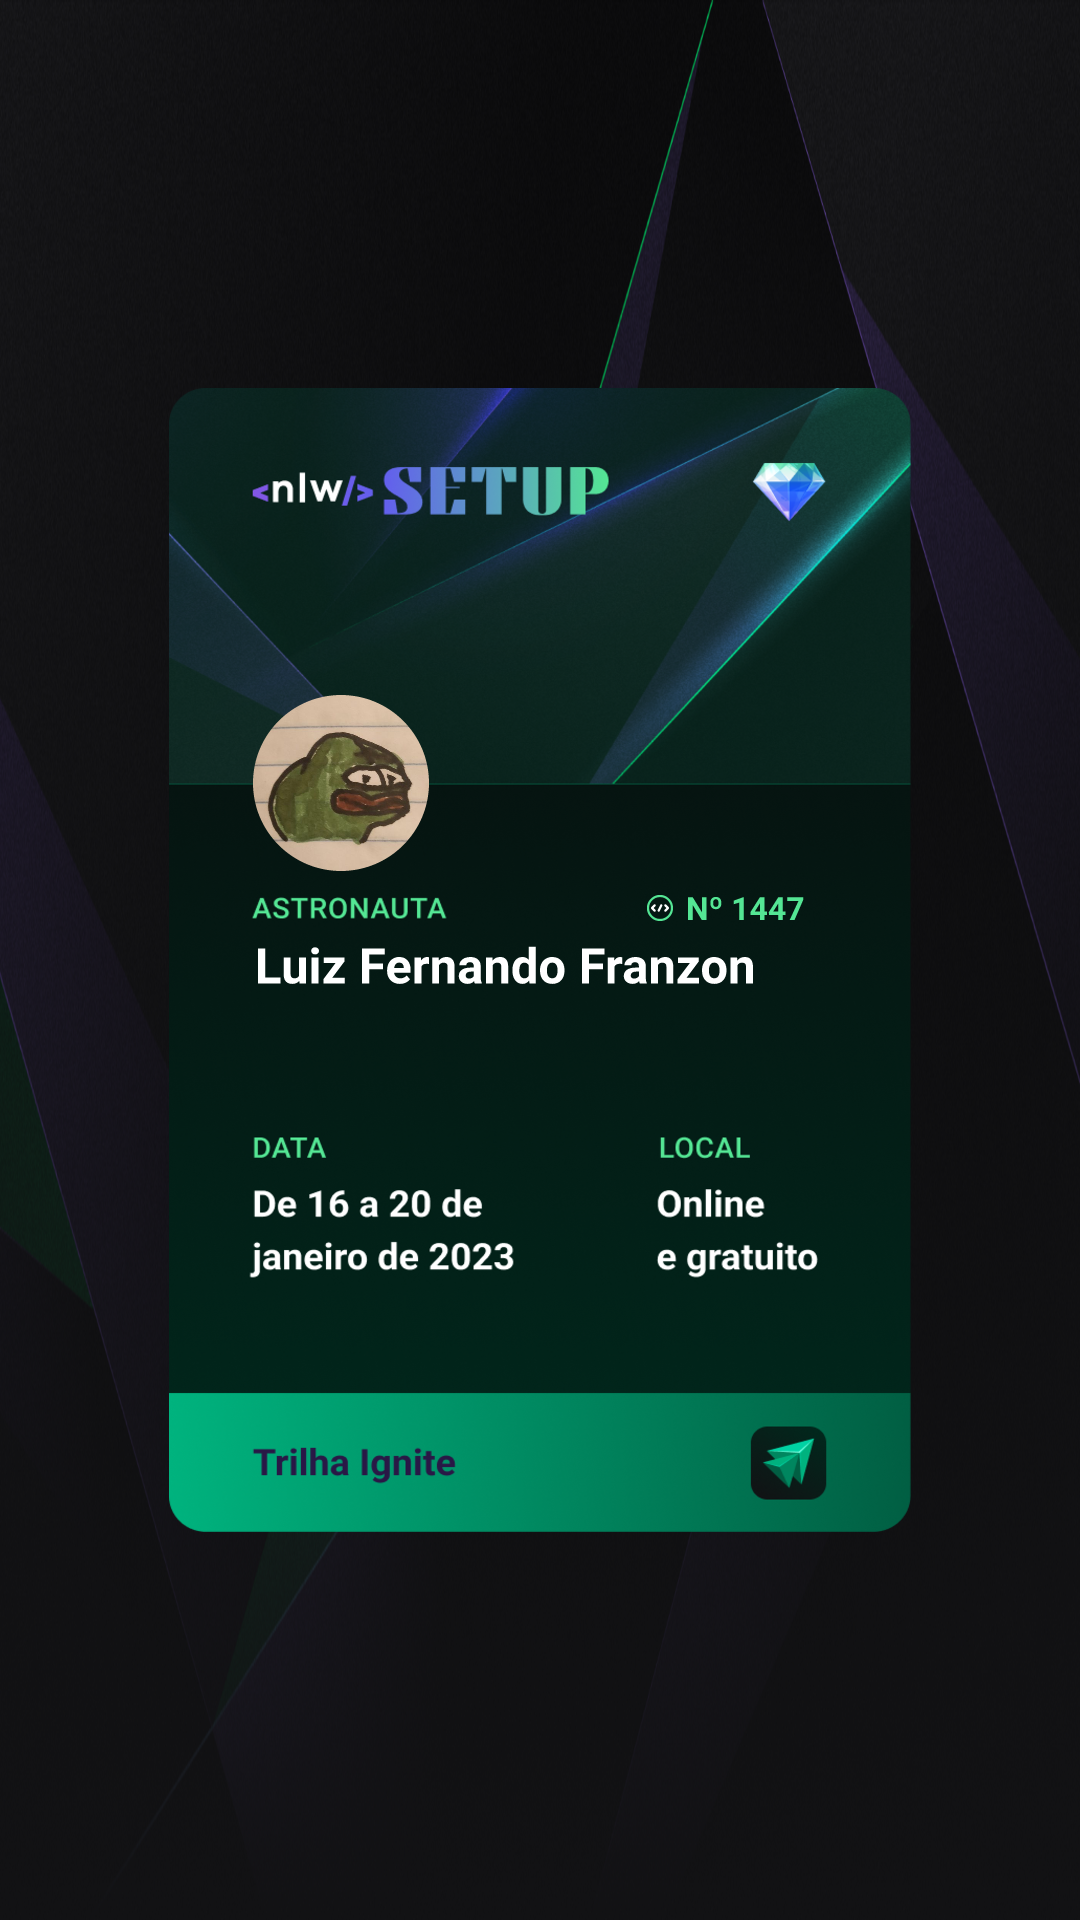 <nlw/> SETUP
ASTRONAUTA
Nº 1447
Luiz Fernando Franzon
DATA
De 16 a 20 de
janeiro de 2023
LOCAL
Online
e gratuito
Trilha Ignite